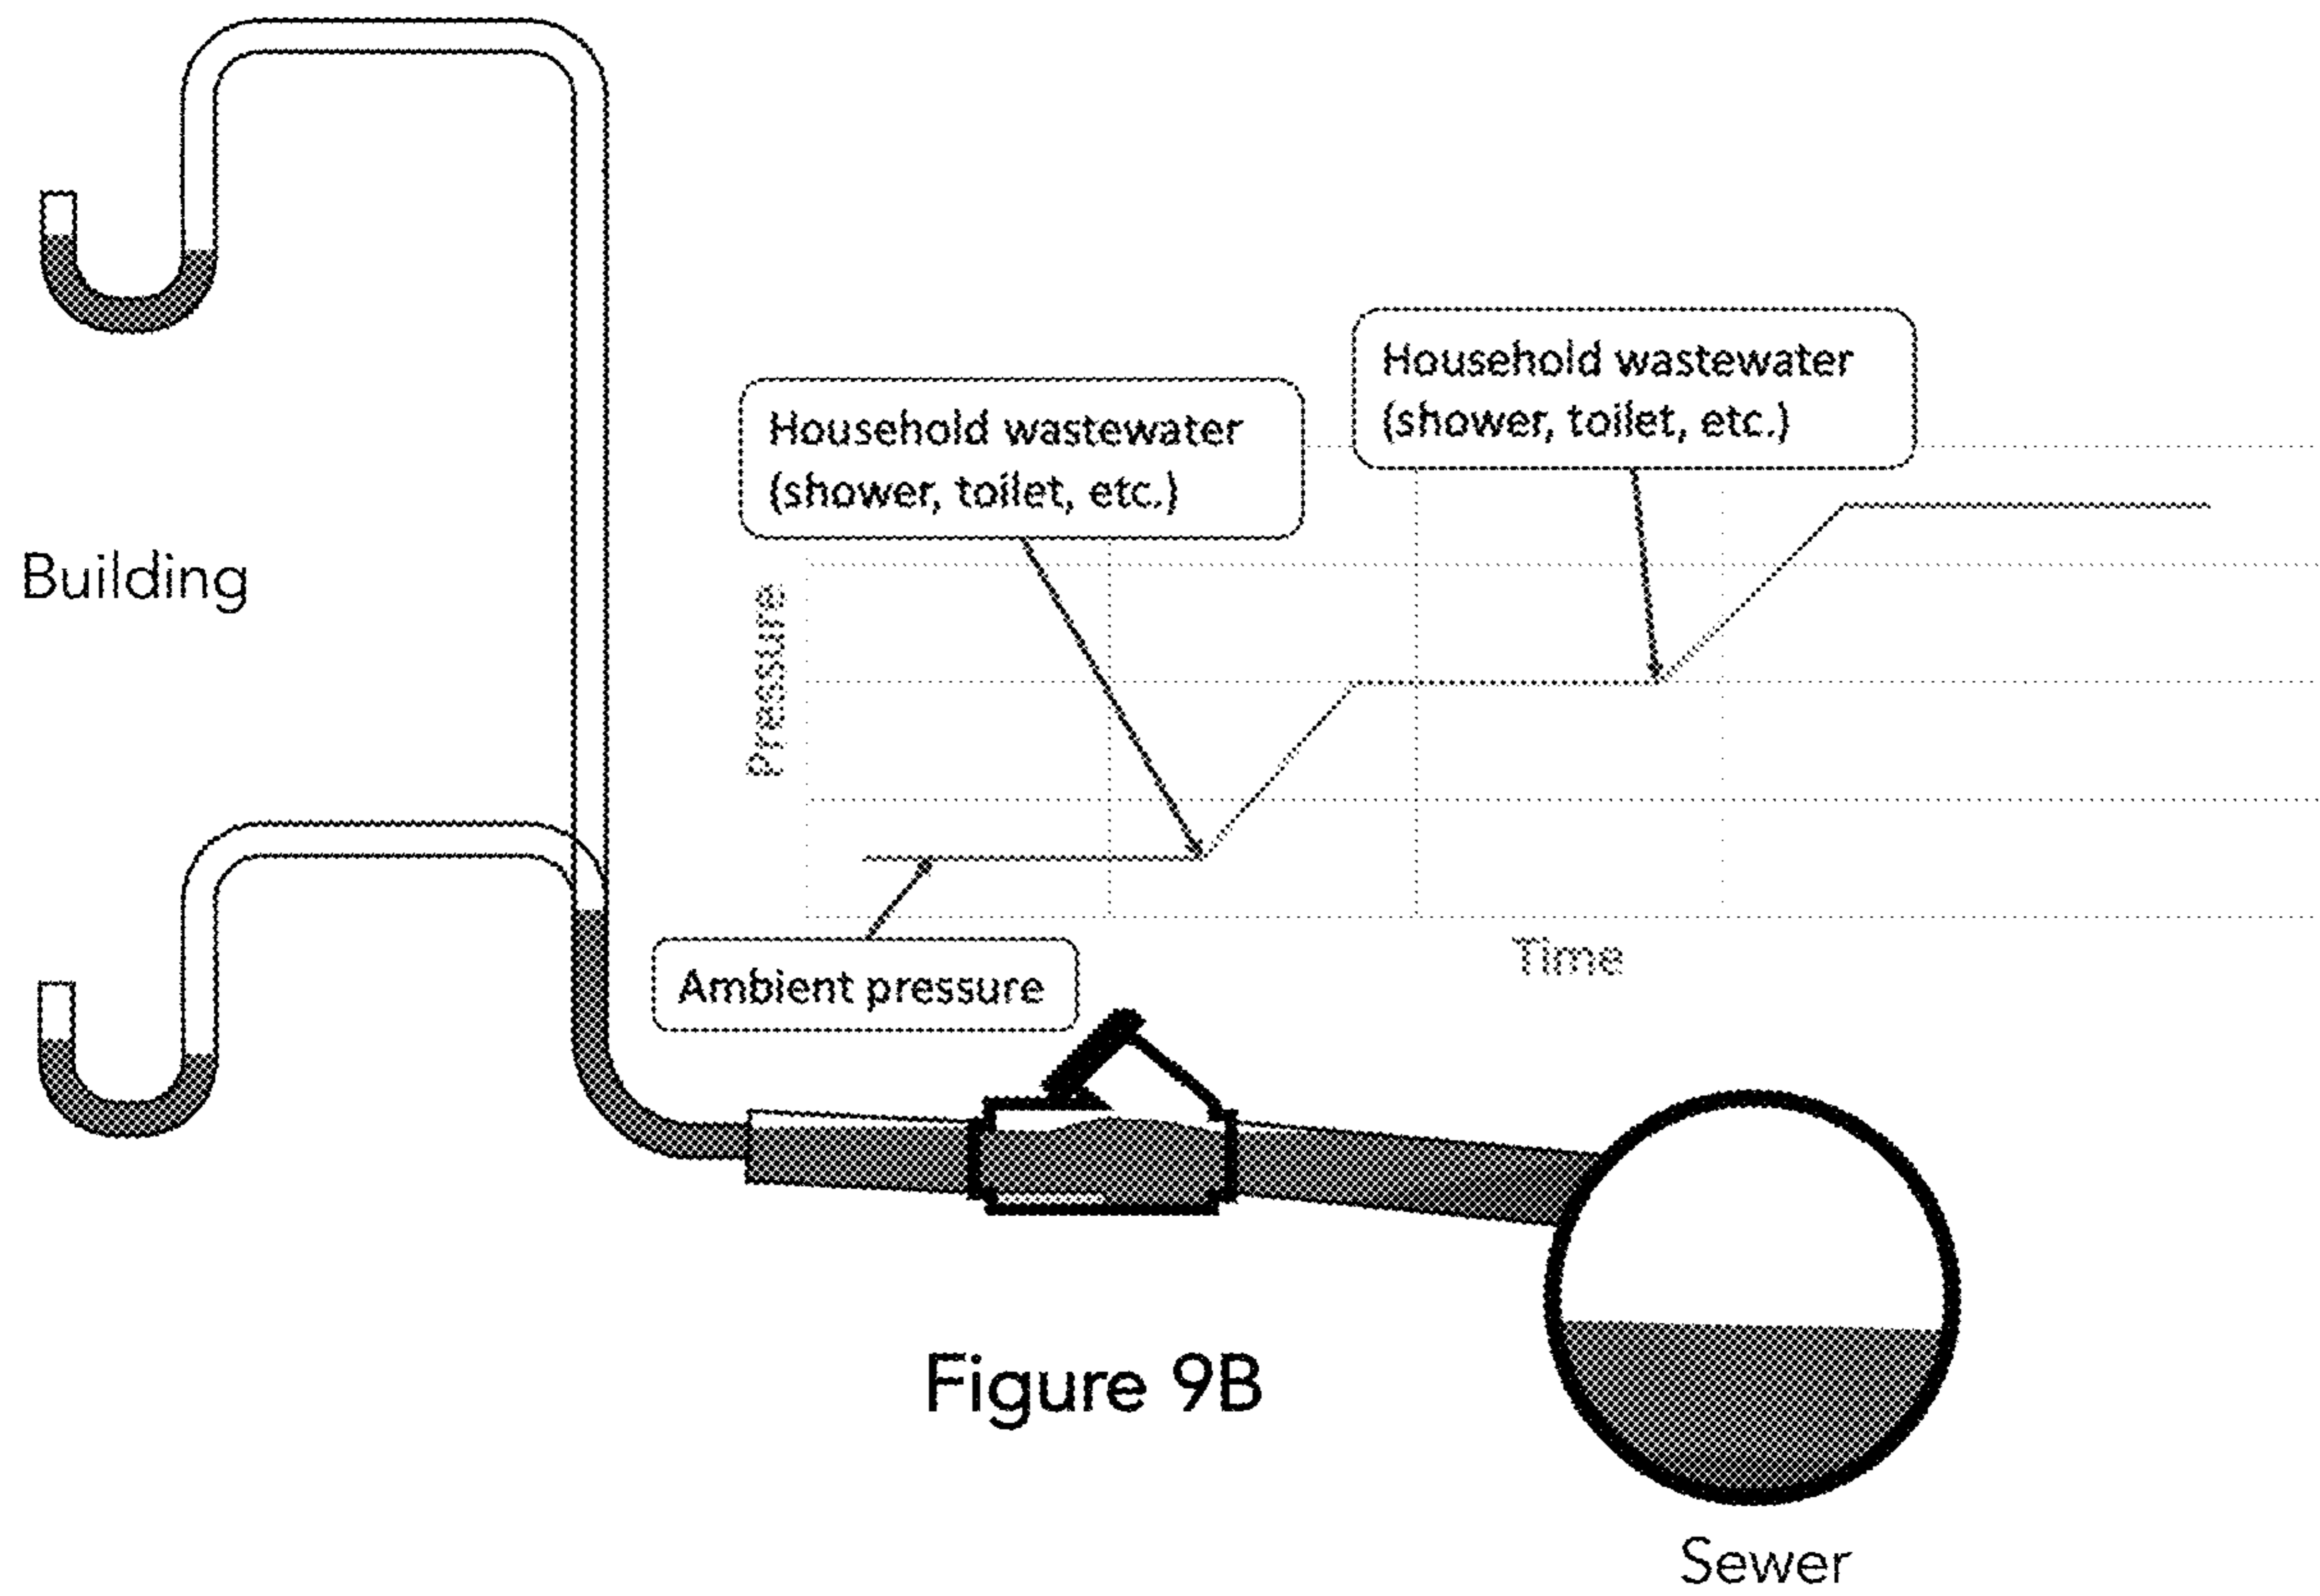 Household wastewater
(shower, toilet, etc.)
Household wastewater
(shower, toilet, etc.)
Building
Pressure
Ambient pressure
Time
Figure 9B
Sewer